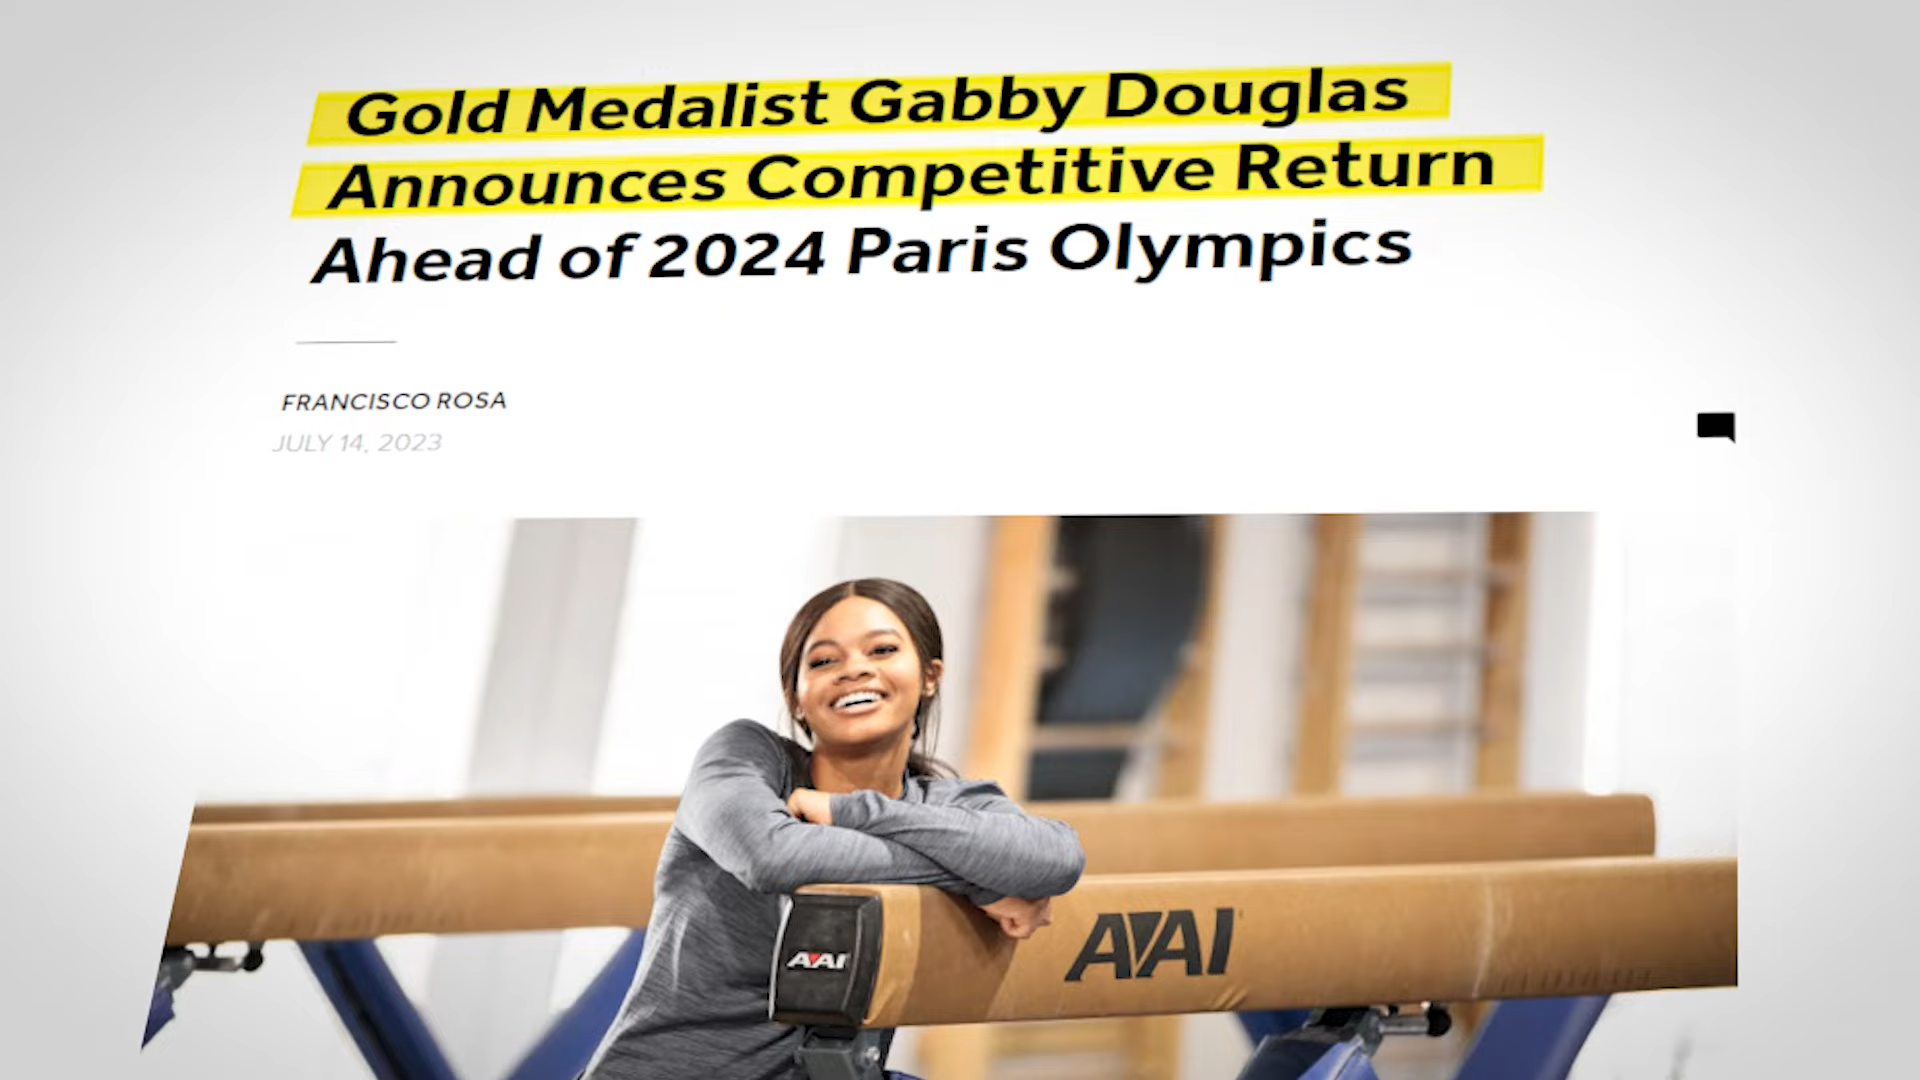 Gold Medalist Gabby Douglas
Announces Competitive Return
Ahead of 2024 Paris Olympics
FRANCISCO ROSA
JULY 14, 2023
AAI
AAI